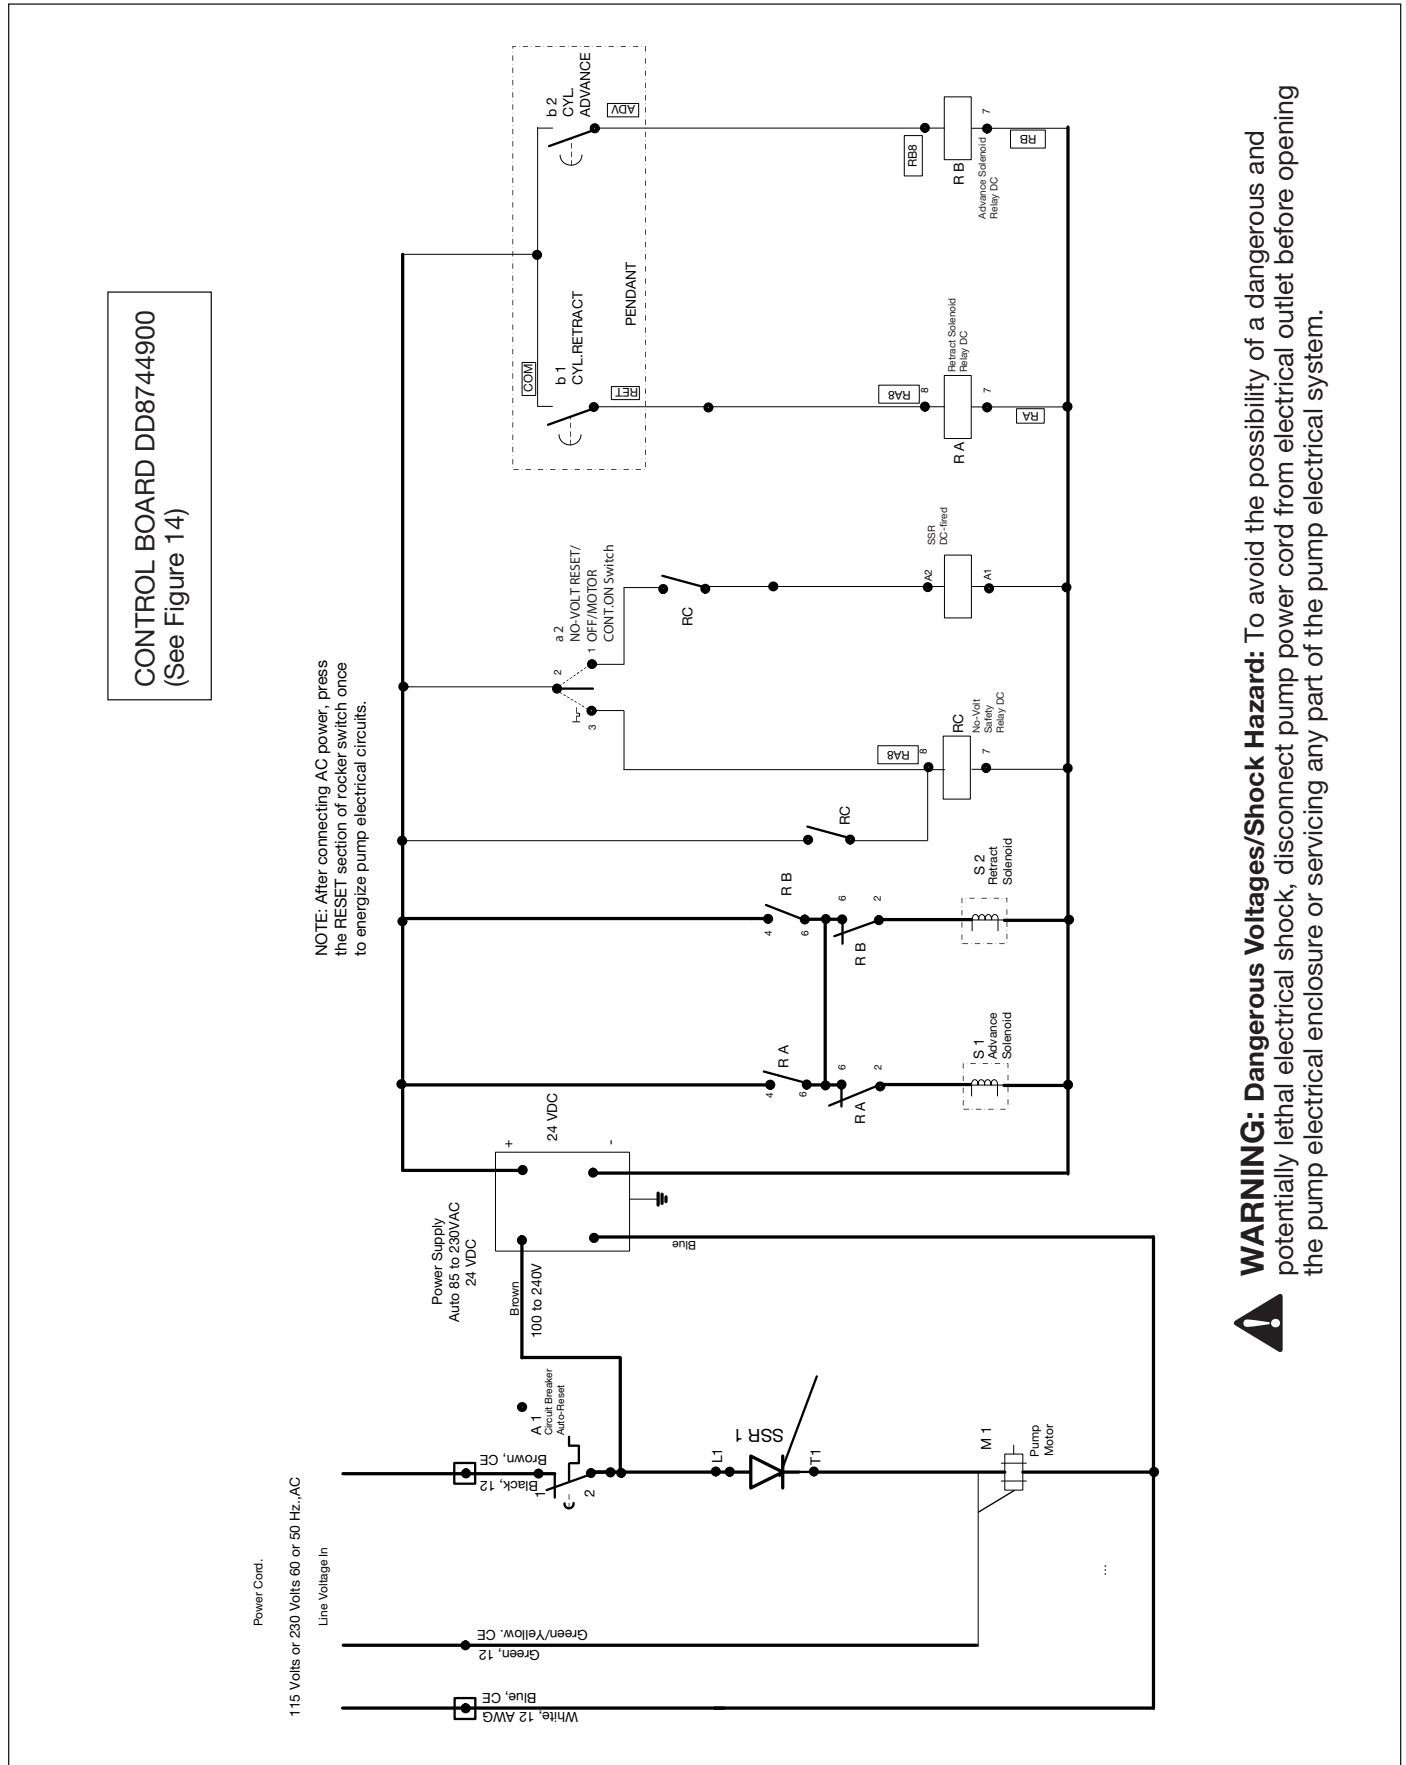 CONTROL BOARD DD8744900
(See Figure 14)
NOTE: After connecting AC power, press
the RESET section of rocker switch once
to energize pump electrical circuits.
Power Cord.
115 Volts or 230 Volts 60 or 50 Hz.,AC
Line Voltage In
White, 12 AWG
Blue, CE
Green, 12
Green/Yellow. CE
Black, 12
Brown, CE
1
2
A 1
Circuit Breaker
Auto-Reset
L1
SSR 1
T1
M 1
Pump
Motor
...
Power Supply
Auto 85 to 230VAC
24 VDC
Brown
100 to 240V
Blue
+
-
24 VDC
4
R A
6
6
R A
2
S 1
Advance
Solenoid
4
R B
6
6
R B
2
S 2
Retract
Solenoid
RC
a 2
NO-VOLT RESET/
OFF/MOTOR
CONT.ON Switch
2
3
1
RA8
8
RC
No-Volt
Safety
Relay DC
7
RC
A2
SSR
DC-fired
A1
PENDANT
COM
b 1
CYL.RETRACT
RET
b 2
CYL.
ADVANCE
ADV
RA8
8
R A
Retract Solenoid
Relay DC
7
RA
RB8
R B
Advance Solenoid
Relay DC
7
RB
WARNING: Dangerous Voltages/Shock Hazard: To avoid the possibility of a dangerous and
potentially lethal electrical shock, disconnect pump power cord from electrical outlet before opening
the pump electrical enclosure or servicing any part of the pump electrical system.